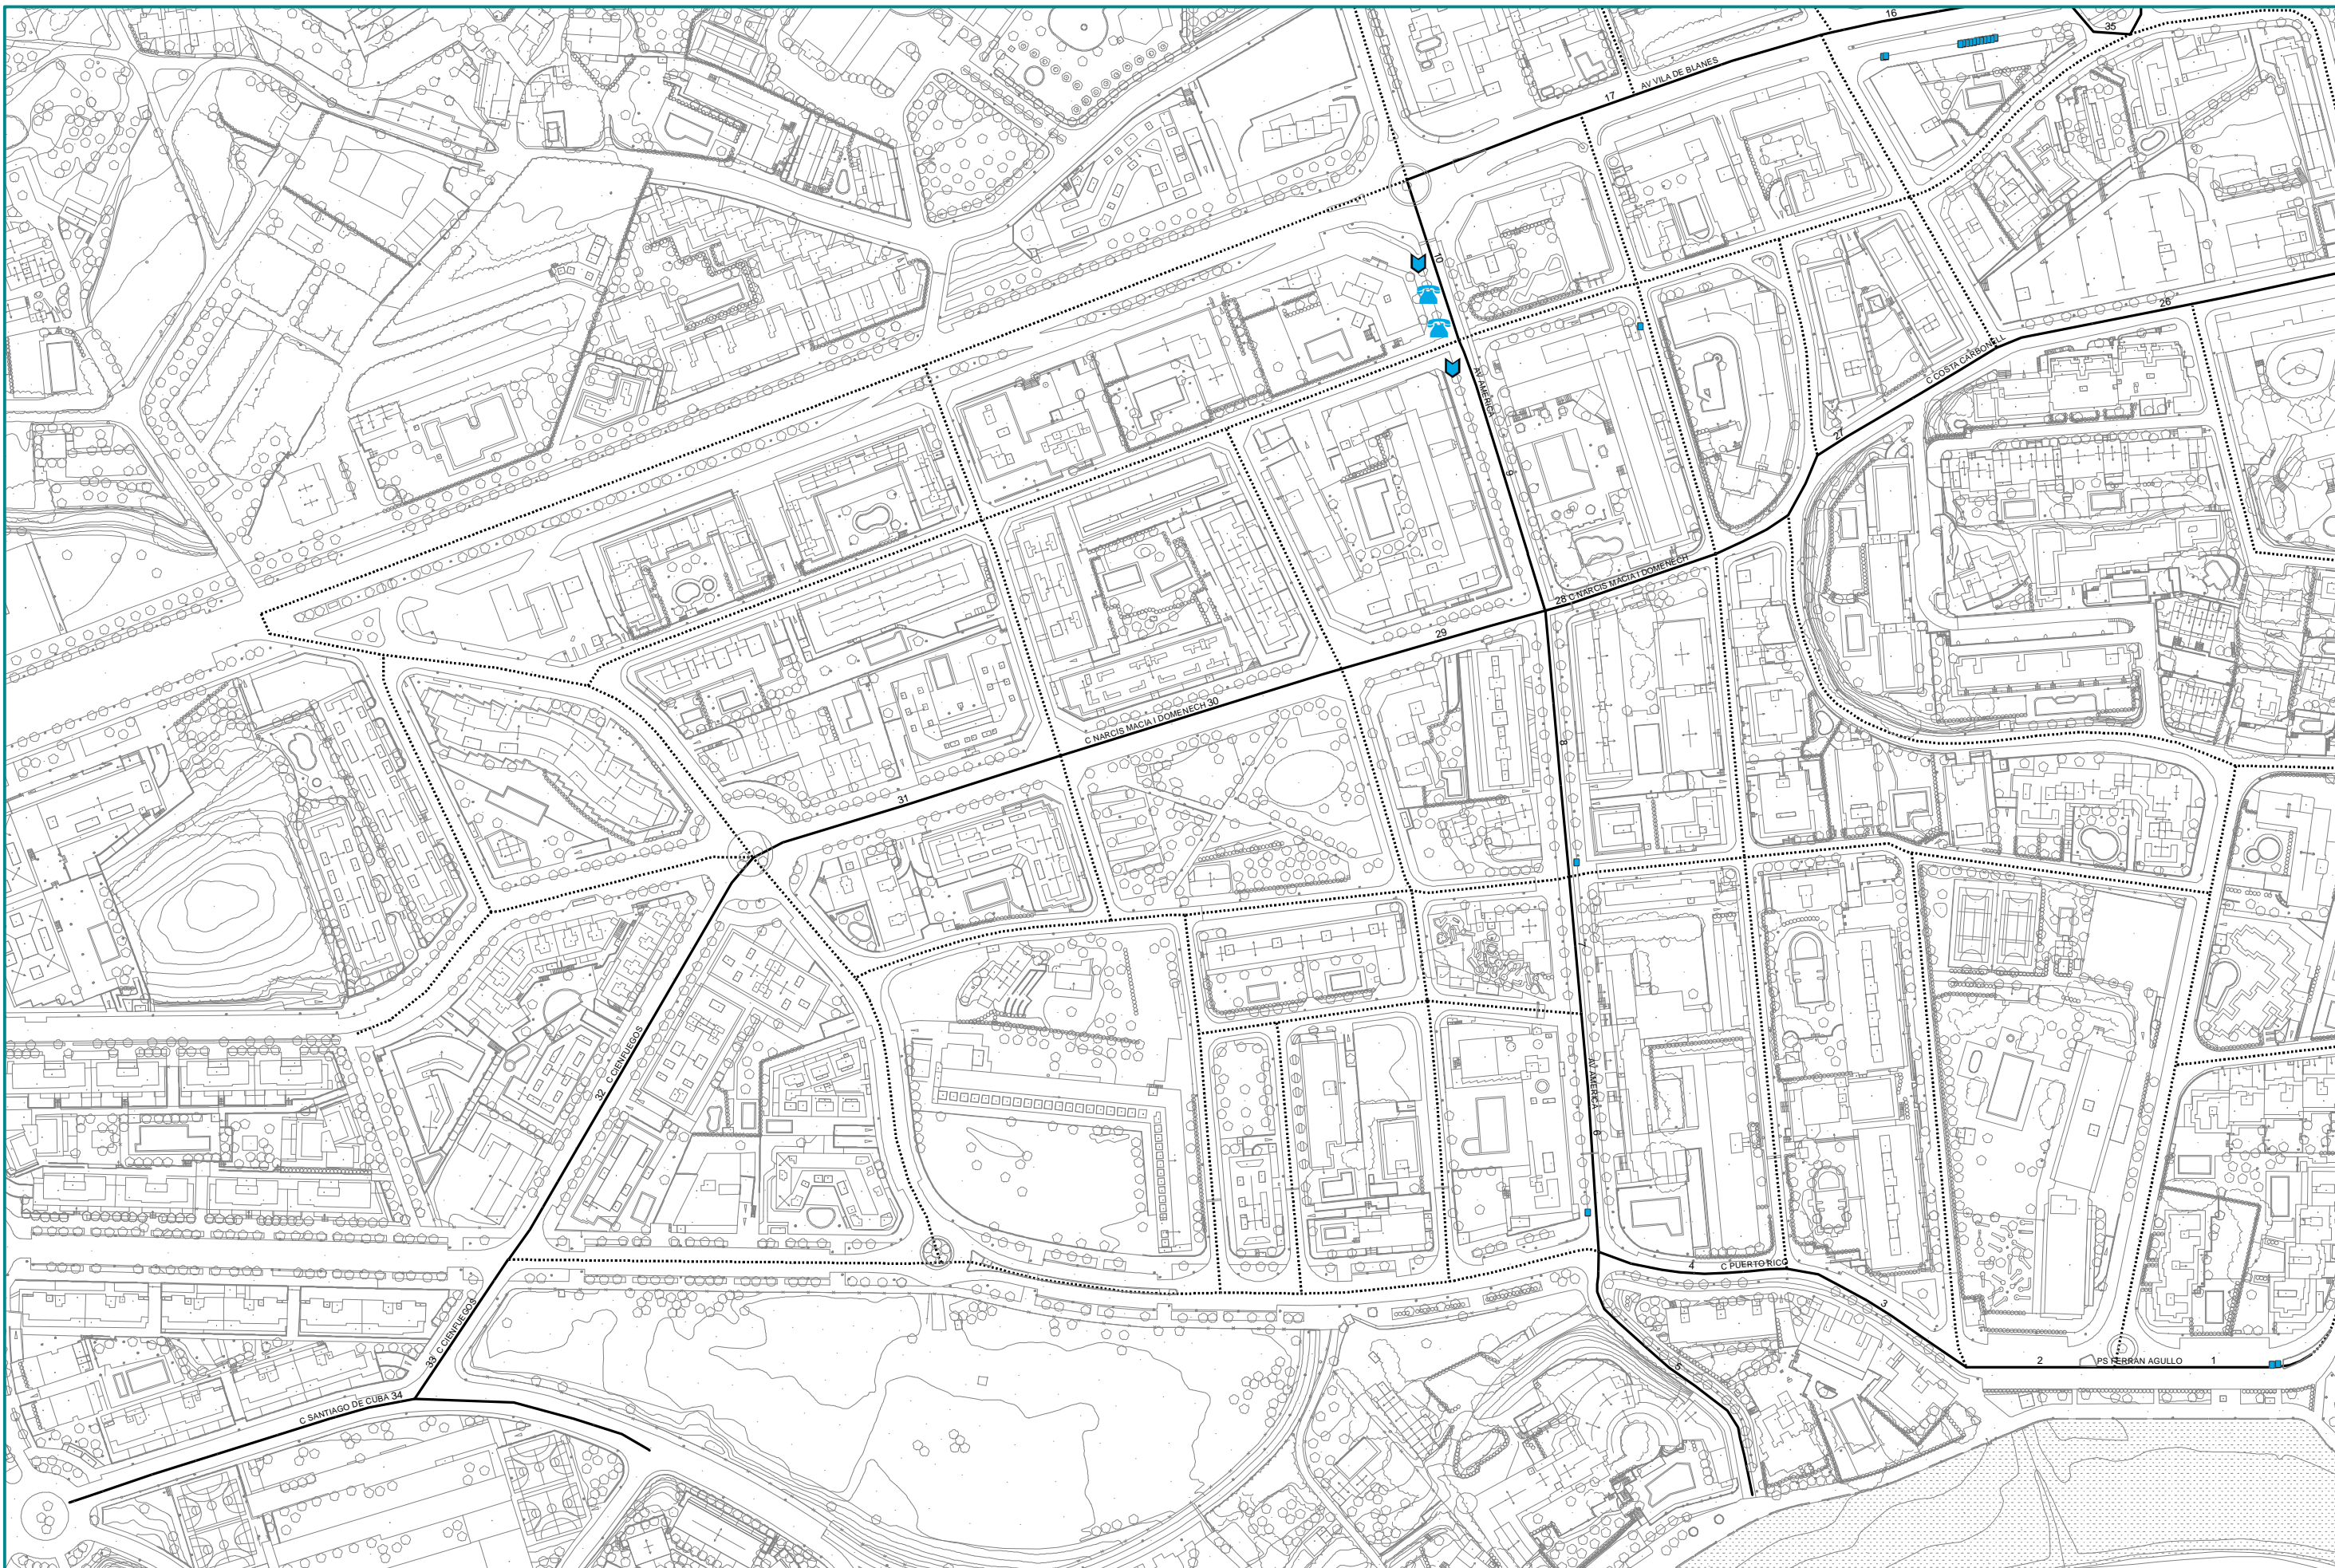 16
35
AV VILA DE BLANES
17
10
26
C COSTA CARBONELL
AV AMERICA
27
9
C NARCIS MACIA I DOMENECH
28
29
C NARCIS MACIA I DOMENECH 30
8
31
7
C CIENFUEGOS
32
AV AMERICA
6
4
C PUERTO RICO
3
C CIENFUEGOS
33
5
2
PS FERRAN AGULLO
1
C SANTIAGO DE CUBA 34